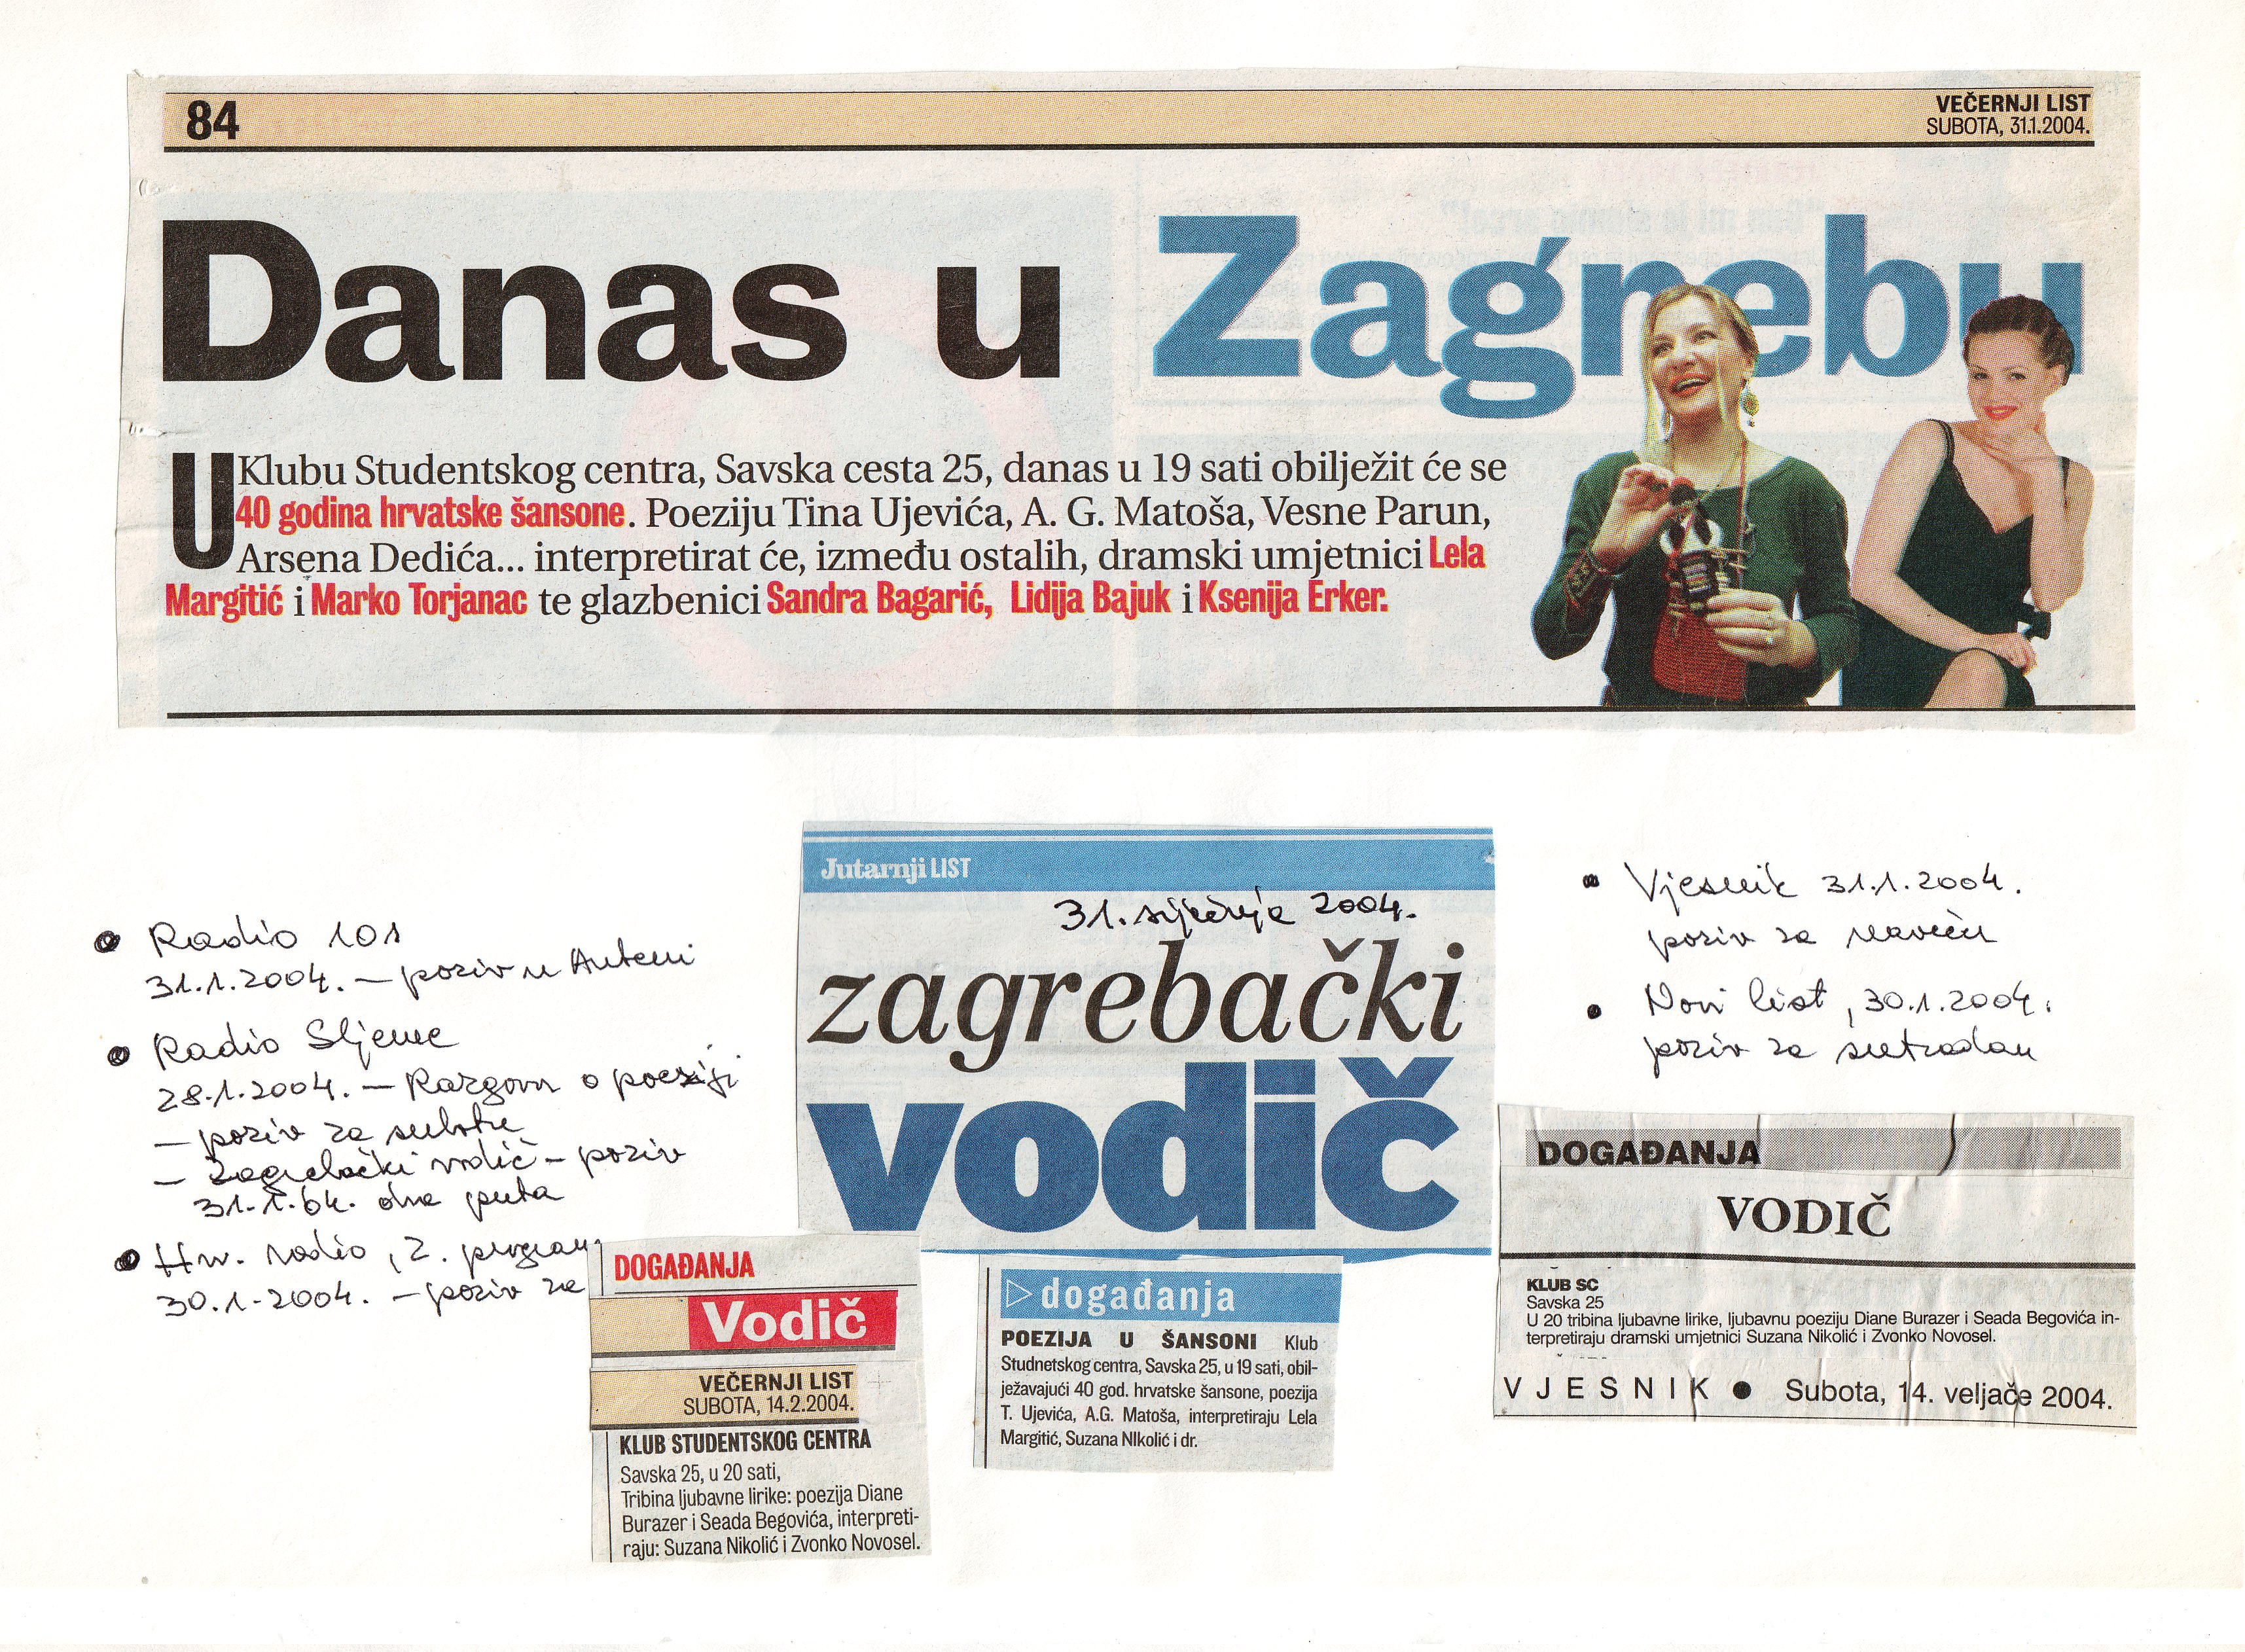 84
VEČERNJI LIST
SUBOTA, 31.1.2004.
Danas u Zagrebu
U Klubu Studentskog centra, Savska cesta 25, danas u 19 sati obilježit će se
40 godina hrvatske šansone. Poeziju Tina Ujevića, A. G. Matoša, Vesne Parun,
Arsena Dedića... interpretirat će, između ostalih, dramski umjetnici Lela
Margitić i Marko Torjanac te glazbenici Sandra Bagarić, Lidija Bajuk i Ksenija Erker.
Radio 101
31.1.2004. – poziv u Anteni
Radio Sljeme
28.1.2004. – Razgovor o poeziji
– poziv za subotu
– Zagrebački vodič – poziv
31.1.04. dva puta
Hrv. radio, 2. program
30.1.2004. – poziv za
Jutarnji LIST
31. siječnja 2004.
zagrebački
vodič
Vjesnik 31.1.2004.
poziv za navečer
Novi list, 30.1.2004.
poziv za sutradan
DOGAĐANJA
Vodič
VEČERNJI LIST
SUBOTA, 14.2.2004.
KLUB STUDENTSKOG CENTRA
Savska 25, u 20 sati,
Tribina ljubavne lirike: poezija Diane
Burazer i Seada Begovića, interpreti-
raju: Suzana Nikolić i Zvonko Novosel.
događanja
POEZIJA U ŠANSONI Klub
Studnetskog centra, Savska 25, u 19 sati, obil-
ježavajući 40 god. hrvatske šansone, poezija
T. Ujevića, A.G. Matoša, interpretiraju Lela
Margitić, Suzana NIkolić i dr.
DOGAĐANJA
VODIČ
KLUB SC
Savska 25
U 20 tribina ljubavne lirike, ljubavnu poeziju Diane Burazer i Seada Begovića in-
terpretiraju dramski umjetnici Suzana Nikolić i Zvonko Novosel.
VJESNIK ● Subota, 14. veljače 2004.